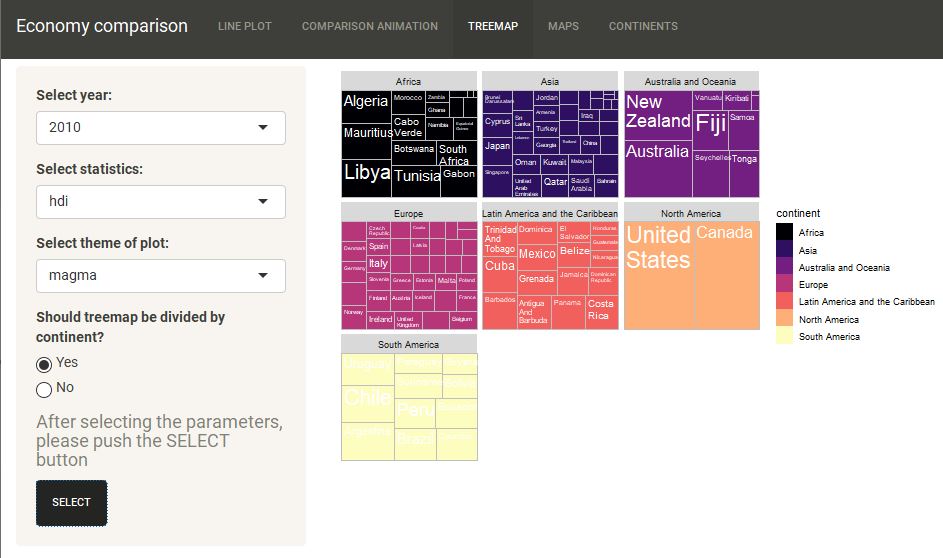 Economy comparison
LINE PLOT
COMPARISON ANIMATION
TREEMAP
MAPS
CONTINENTS
Select year:
2010
Select statistics:
hdi
Select theme of plot:
magma
Should treemap be divided by
continent?
Yes
No
After selecting the parameters,
please push the SELECT
button
SELECT
Africa
Algeria
Mauritius
Libya
Morocco
Cabo
Verde
Botswana
Tunisia
Zambia
Ghana
Namibia
Equatorial
Guinea
South
Africa
Gabon
Asia
Brunei
Darussalam
Cyprus
Japan
Singapore
Sri
Lanka
Lebanon
Oman
United
Arab
Emirates
Jordan
Armenia
Turkey
Georgia
Kuwait
Qatar
Thailand
Iraq
China
Malaysia
Saudi
Arabia
Bahrain
Australia and Oceania
New
Zealand
Australia
Vanuatu
Kiribati
Fiji
Samoa
Seychelles
Tonga
Europe
Denmark
Germany
Norway
Czech
Republic
Spain
Italy
Slovenia
Finland
Ireland
Croatia
Latvia
Greece
Estonia
Malta
Poland
Austria
Iceland
France
United
Kingdom
Belgium
Latin America and the Caribbean
Trinidad
And
Tobago
Cuba
Barbados
Dominica
Mexico
Grenada
Antigua
And
Barbuda
El
Salvador
Belize
Jamaica
Panama
Honduras
Guatemala
Nicaragua
Dominican
Republic
Costa
Rica
North America
United
States
Canada
South America
Uruguay
Chile
Argentina
Paraguay
Suriname
Peru
Brazil
Guyana
Bolivia
Ecuador
Colombia
continent
Africa
Asia
Australia and Oceania
Europe
Latin America and the Caribbean
North America
South America